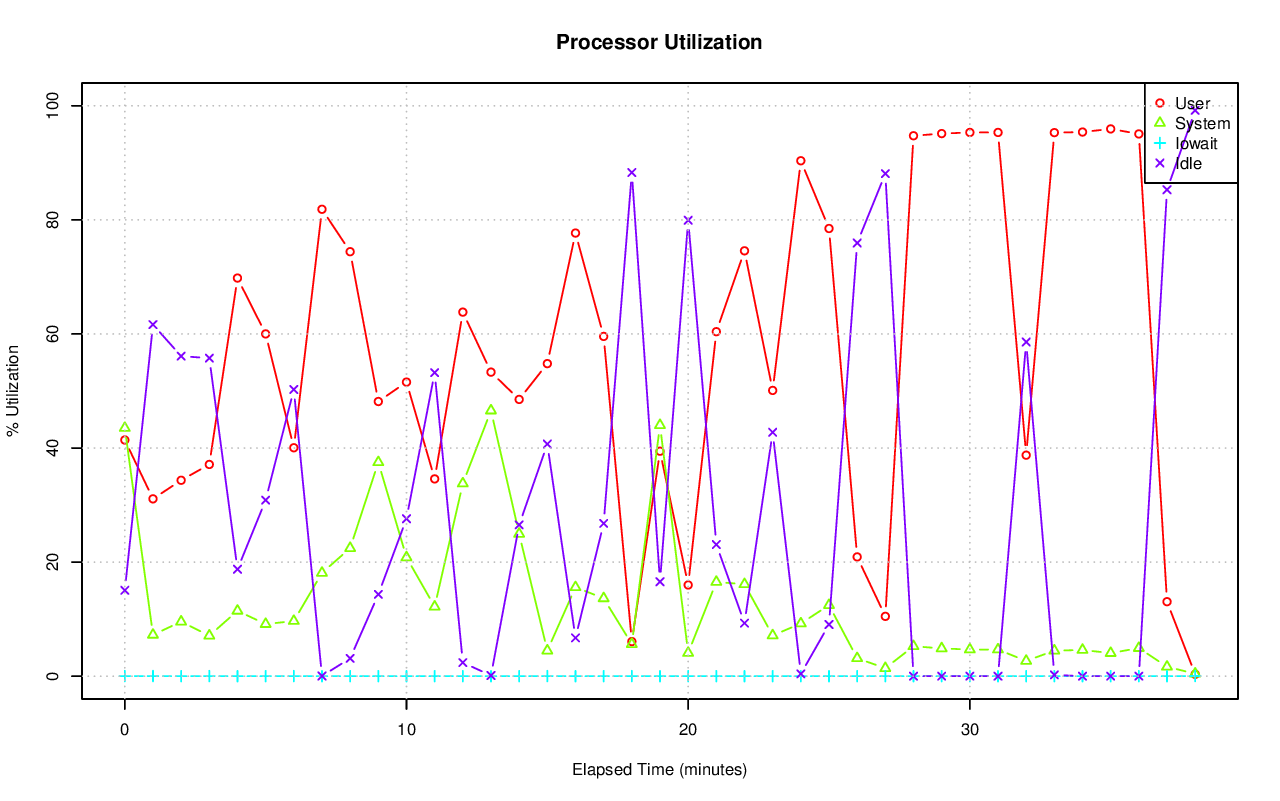 Processor Utilization
% Utilization
100
80
60
40
20
0
User
System
Iowait
Idle
0 10 20 30
Elapsed Time (minutes)